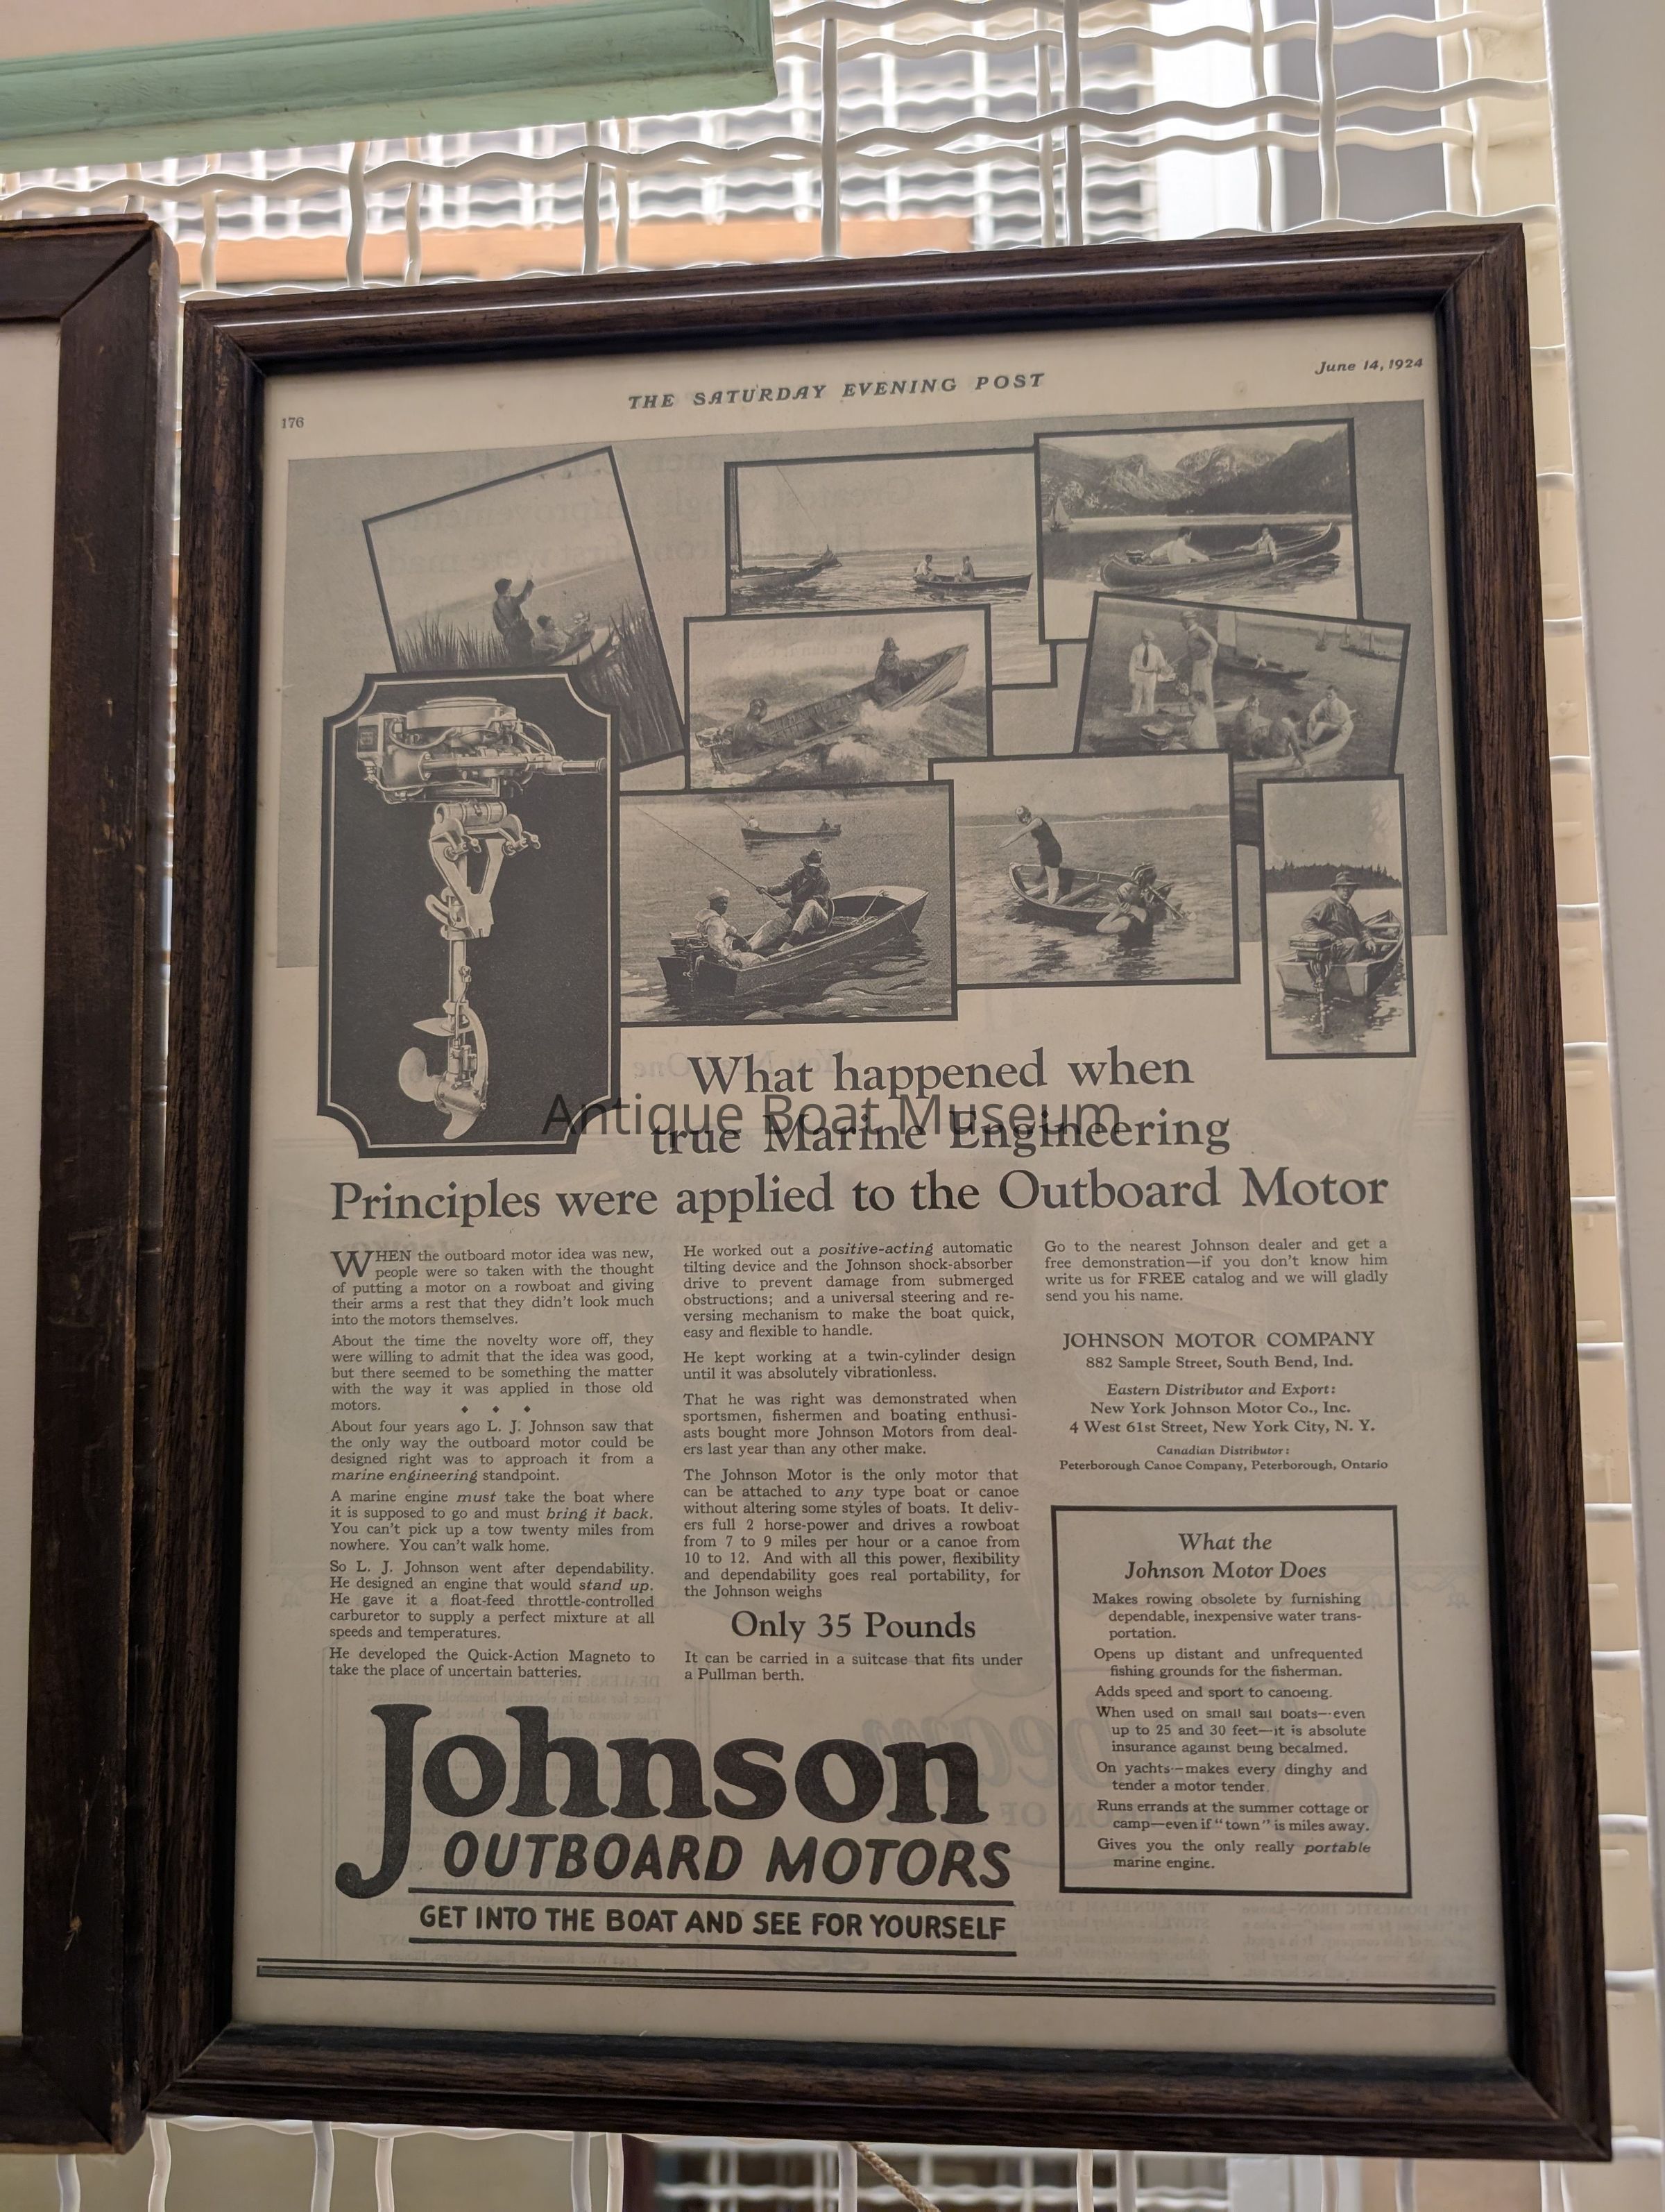 176
THE SATURDAY EVENING POST
June 14, 1924
What happened when
Antique Boat Museum
true Marine Engineering
Principles were applied to the Outboard Motor
WHEN the outboard motor idea was new,
people were so taken with the thought
of putting a motor on a rowboat and giving
their arms a rest that they didn't look much
into the motors themselves.
About the time the novelty wore off, they
were willing to admit that the idea was good,
but there seemed to be something the matter
with the way it was applied in those old
motors.
About four years ago L. J. Johnson saw that
the only way the outboard motor could be
designed right was to approach it from a
marine engineering standpoint.
A marine engine must take the boat where
it is supposed to go and must bring it back.
You can't pick up a tow twenty miles from
nowhere. You can't walk home.
So L. J. Johnson went after dependability.
He designed an engine that would stand up.
He gave it a float-feed throttle-controlled
carburetor to supply a perfect mixture at all
speeds and temperatures.
He developed the Quick-Action Magneto to
take the place of uncertain batteries.
He worked out a positive-acting automatic
tilting device and the Johnson shock-absorber
drive to prevent damage from submerged
obstructions; and a universal steering and re-
versing mechanism to make the boat quick,
easy and flexible to handle.
He kept working at a twin-cylinder design
until it was absolutely vibrationless.
That he was right was demonstrated when
sportsmen, fishermen and boating enthusi-
asts bought more Johnson Motors from deal-
ers last year than any other make.
The Johnson Motor is the only motor that
can be attached to any type boat or canoe
without altering some styles of boats. It deliv-
ers full 2 horse-power and drives a rowboat
from 7 to 9 miles per hour or a canoe from
10 to 12. And with all this power, flexibility
and dependability goes real portability, for
the Johnson weighs
Only 35 Pounds
It can be carried in a suitcase that fits under
a Pullman berth.
Go to the nearest Johnson dealer and get a
free demonstration—if you don't know him
write us for FREE catalog and we will gladly
send you his name.
JOHNSON MOTOR COMPANY
882 Sample Street, South Bend, Ind.
Eastern Distributor and Export:
New York Johnson Motor Co., Inc.
4 West 61st Street, New York City, N. Y.
Canadian Distributor:
Peterborough Canoe Company, Peterborough, Ontario
What the
Johnson Motor Does
Makes rowing obsolete by furnishing
dependable, inexpensive water trans-
portation.
Opens up distant and unfrequented
fishing grounds for the fisherman.
Adds speed and sport to canoeing.
When used on small sail boats—even
up to 25 and 30 feet—it is absolute
insurance against being becalmed.
On yachts—makes every dinghy and
tender a motor tender.
Runs errands at the summer cottage or
camp—even if "town" is miles away.
Gives you the only really portable
marine engine.
Johnson
OUTBOARD MOTORS
GET INTO THE BOAT AND SEE FOR YOURSELF